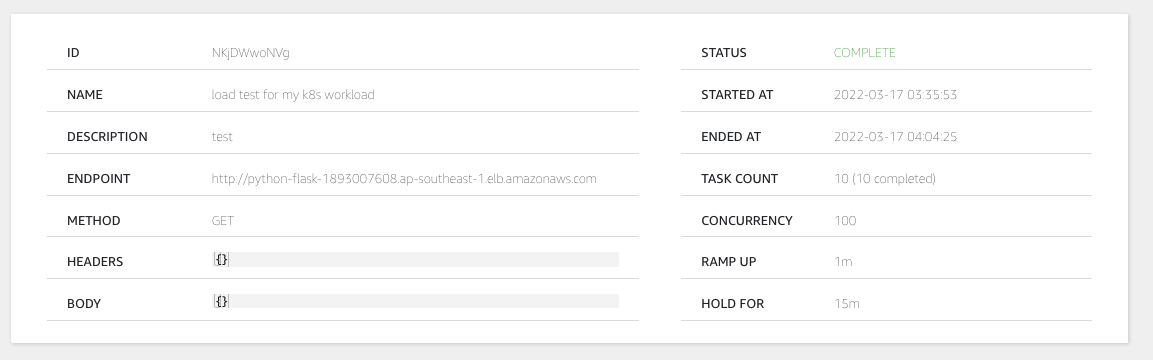 ID NKjDWwoNVg
NAME load test for my k8s workload
DESCRIPTION test
ENDPOINT http://python-flask-1893007608.ap-southeast-1.elb.amazonaws.com
METHOD GET
HEADERS {}
BODY {}
STATUS COMPLETE
STARTED AT 2022-03-17 03:35:53
ENDED AT 2022-03-17 04:04:25
TASK COUNT 10 (10 completed)
CONCURRENCY 100
RAMP UP 1m
HOLD FOR 15m